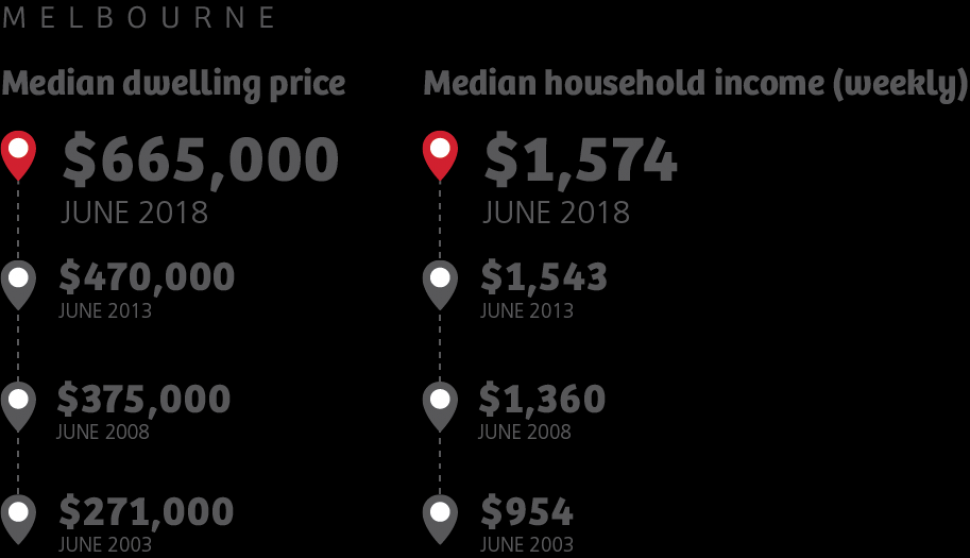 MELBOURNE
Median dwelling price
$665,000
JUNE 2018
$470,000
JUNE 2013
$375,000
JUNE 2008
$271,000
JUNE 2003
Median household income (weekly)
$1,574
JUNE 2018
$1,543
JUNE 2013
$1,360
JUNE 2008
$954
JUNE 2003